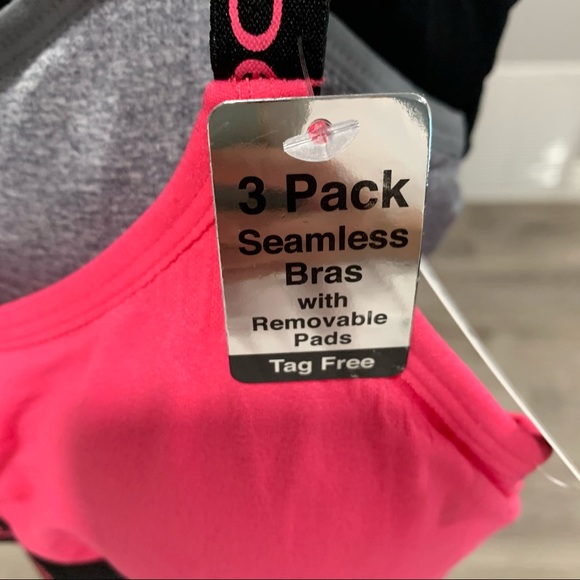 3 Pack
Seamless
Bras
with
Removable
Pads
Tag Free